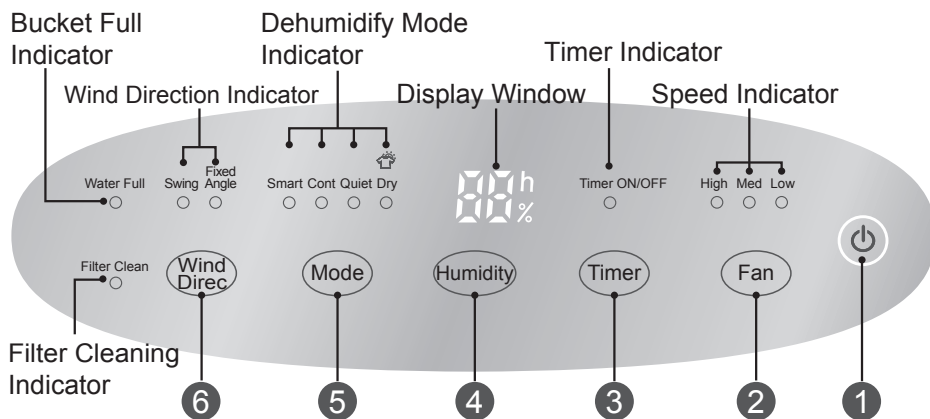 Bucket Full
Indicator
Dehumidify Mode
Indicator
Timer Indicator
Wind Direction Indicator
Display Window
Speed Indicator
Water Full
Swing
Fixed
Angle
Smart Cont Quiet Dry
88 h
%
Timer ON/OFF
High Med Low
Filter Clean
Wind
Direc
Mode
Humidity
Timer
Fan
Filter Cleaning
Indicator
6 5 4 3 2 1